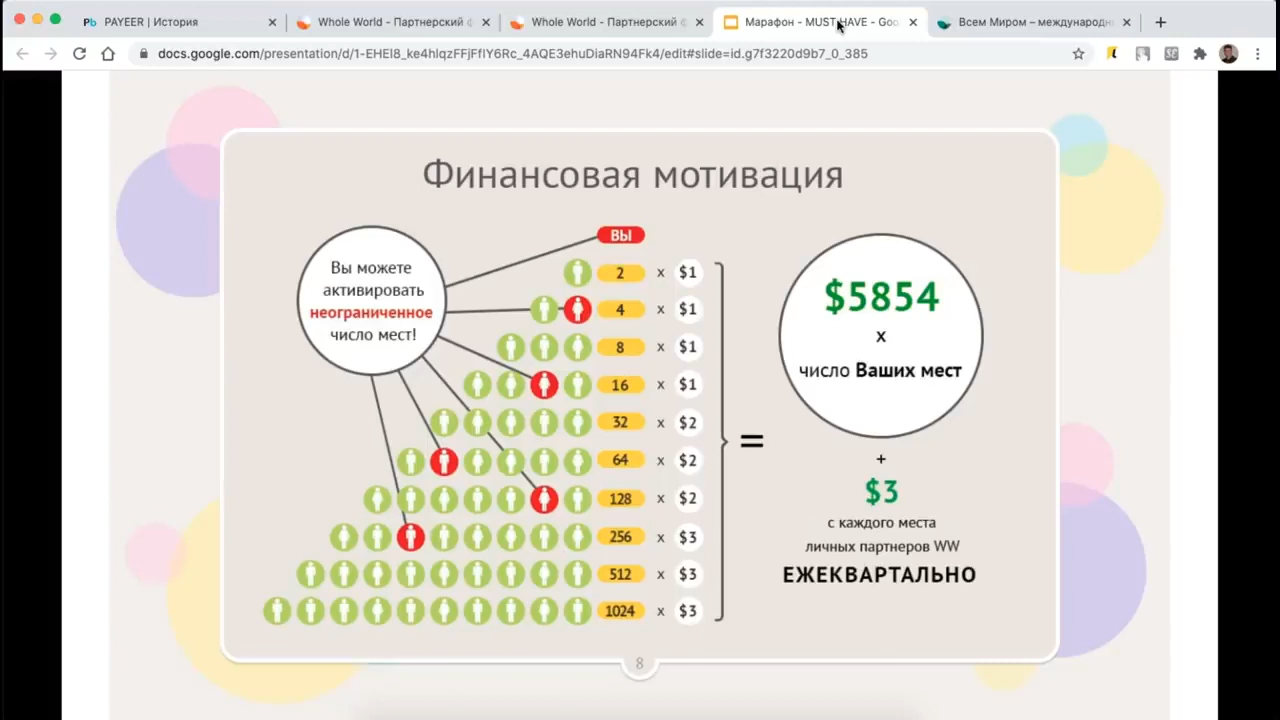 PAYEER | История
Whole World - Партнерский ф
Whole World - Партнерский ф
Марафон - MUST HAVE - Goo
Всем Миром – международн
docs.google.com/presentation/d/1-EHEl8_ke4hIqzFFjFfIY6Rc_4AQE3ehuDiaRN94Fk4/edit#slide=id.g7f3220d9b7_0_385
Финансовая мотивация
Вы можете
активировать
неограниченное
число мест!
ВЫ
2 x $1
4 x $1
8 x $1
16 x $1
32 x $2
64 x $2
128 x $2
256 x $3
512 x $3
1024 x $3
=
$5854
x
число Ваших мест
+
$3
с каждого места
личных партнеров WW
ЕЖЕКВАРТАЛЬНО
8